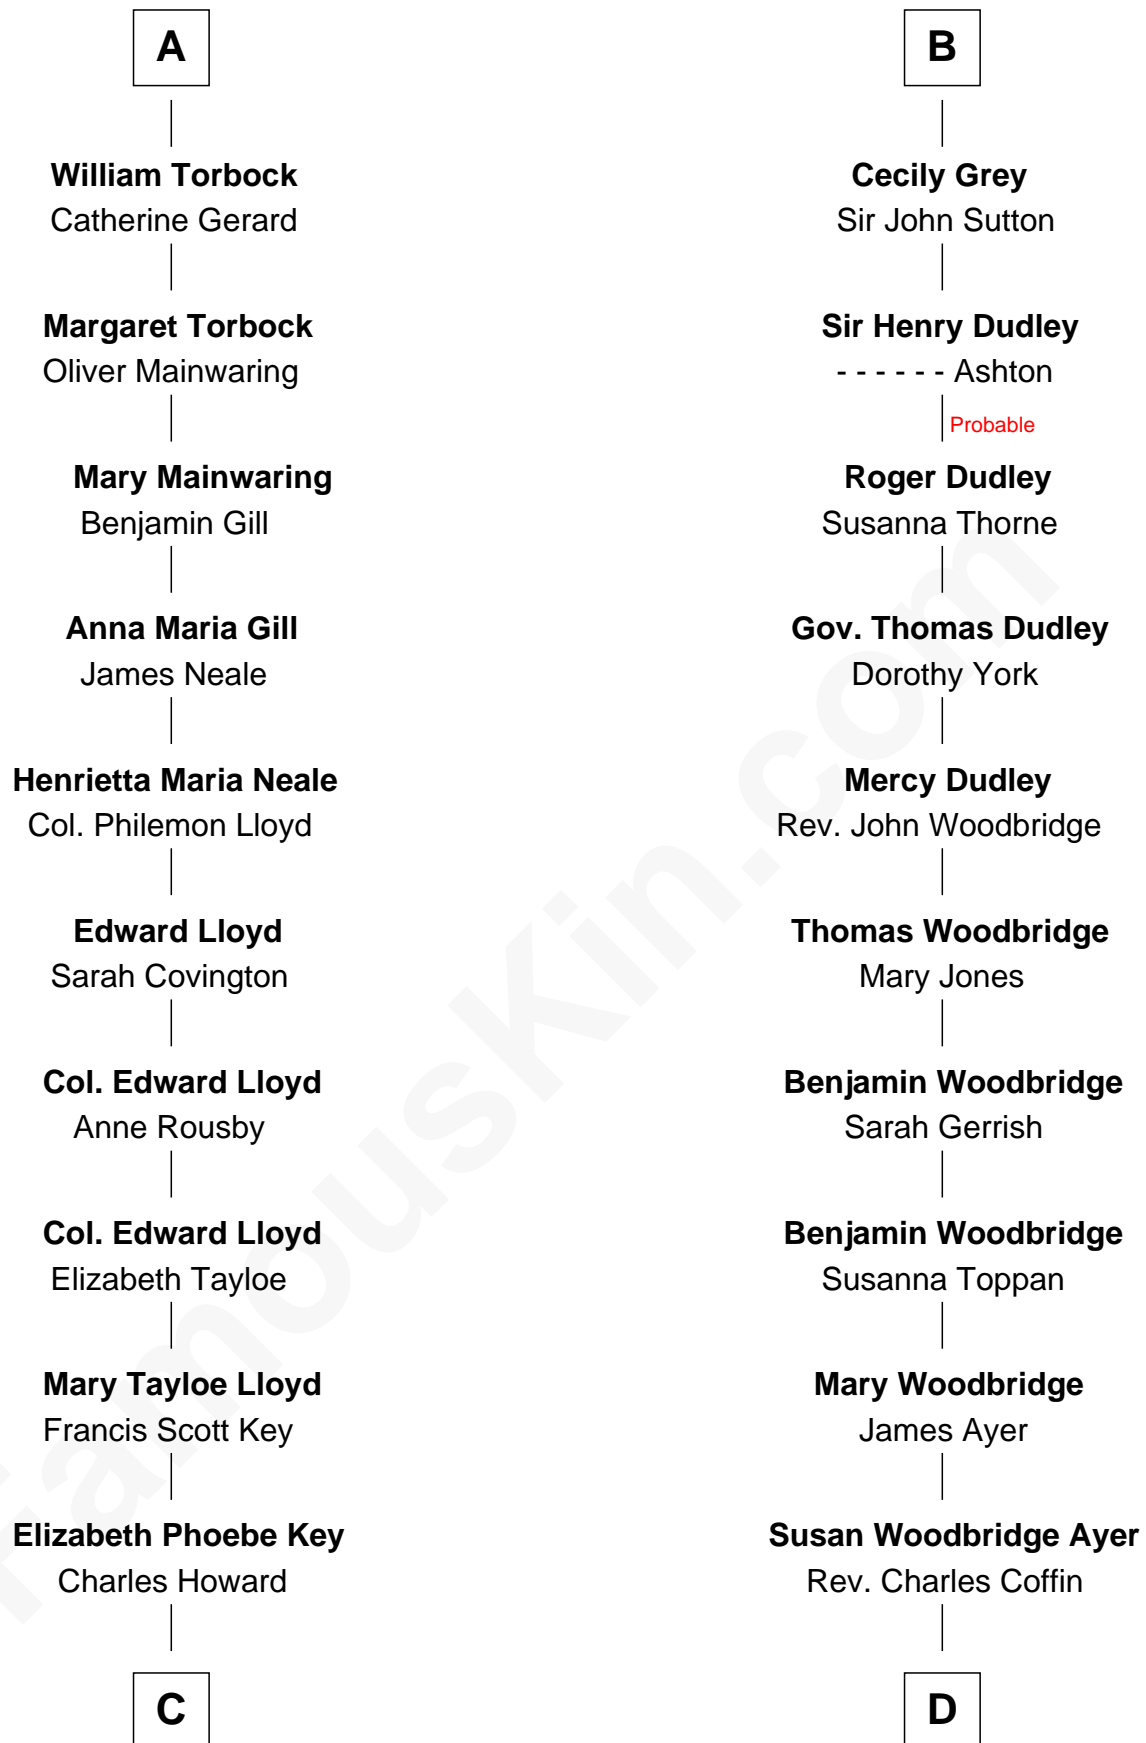 A
William Torbock
Catherine Gerard
Margaret Torbock
Oliver Mainwaring
Mary Mainwaring
Benjamin Gill
Anna Maria Gill
James Neale
Henrietta Maria Neale
Col. Philemon Lloyd
Edward Lloyd
Sarah Covington
Col. Edward Lloyd
Anne Rousby
Col. Edward Lloyd
Elizabeth Tayloe
Mary Tayloe Lloyd
Francis Scott Key
Elizabeth Phoebe Key
Charles Howard
C
B
Cecily Grey
Sir John Sutton
Sir Henry Dudley
- - - - - - Ashton
Probable
Roger Dudley
Susanna Thorne
Gov. Thomas Dudley
Dorothy York
Mercy Dudley
Rev. John Woodbridge
Thomas Woodbridge
Mary Jones
Benjamin Woodbridge
Sarah Gerrish
Benjamin Woodbridge
Susanna Toppan
Mary Woodbridge
James Ayer
Susan Woodbridge Ayer
Rev. Charles Coffin
D
FamousKin.com